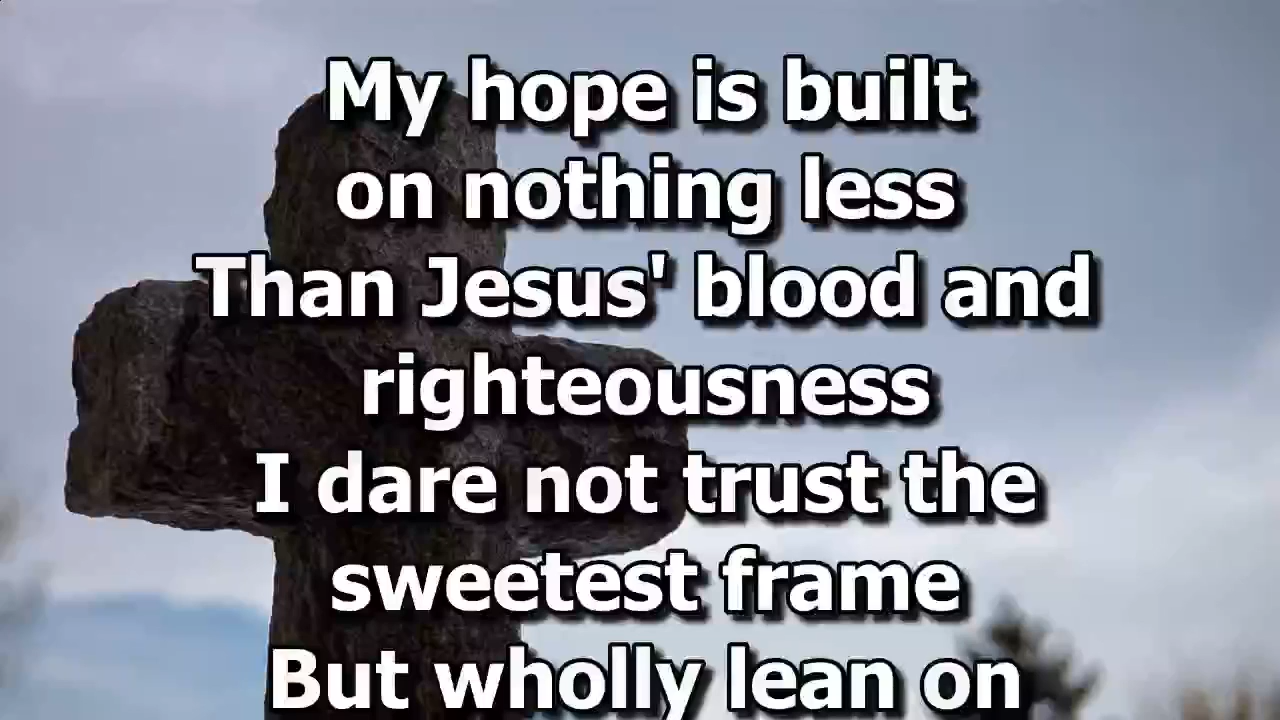 My hope is built
on nothing less
Than Jesus' blood and
righteousness
I dare not trust the
sweetest frame
But wholly lean on